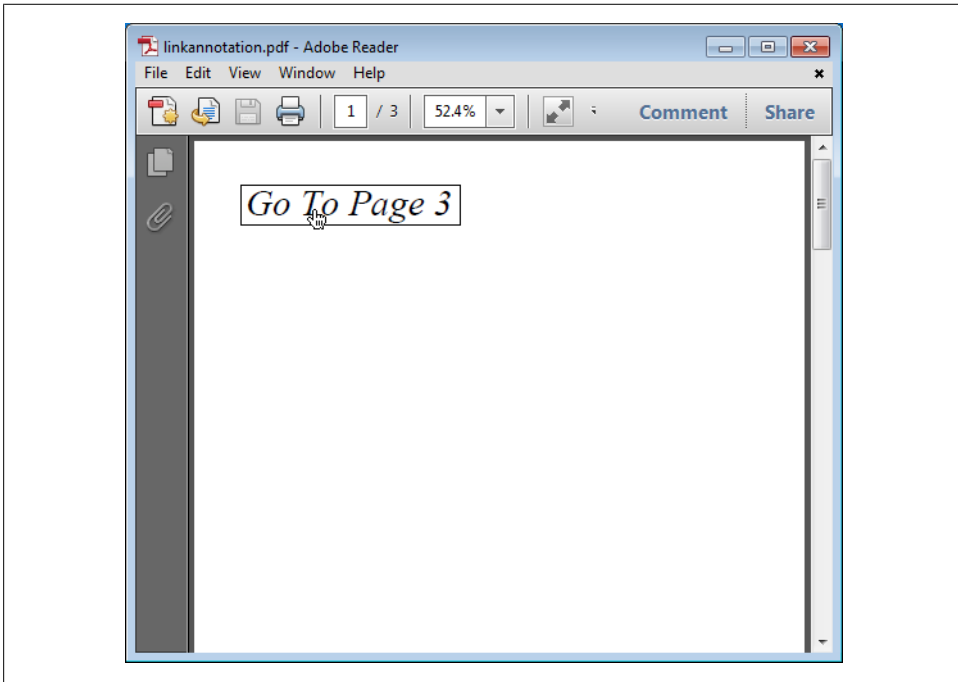 linkannotation.pdf - Adobe Reader
File Edit View Window Help
1 / 3 52.4% Comment Share
Go To Page 3